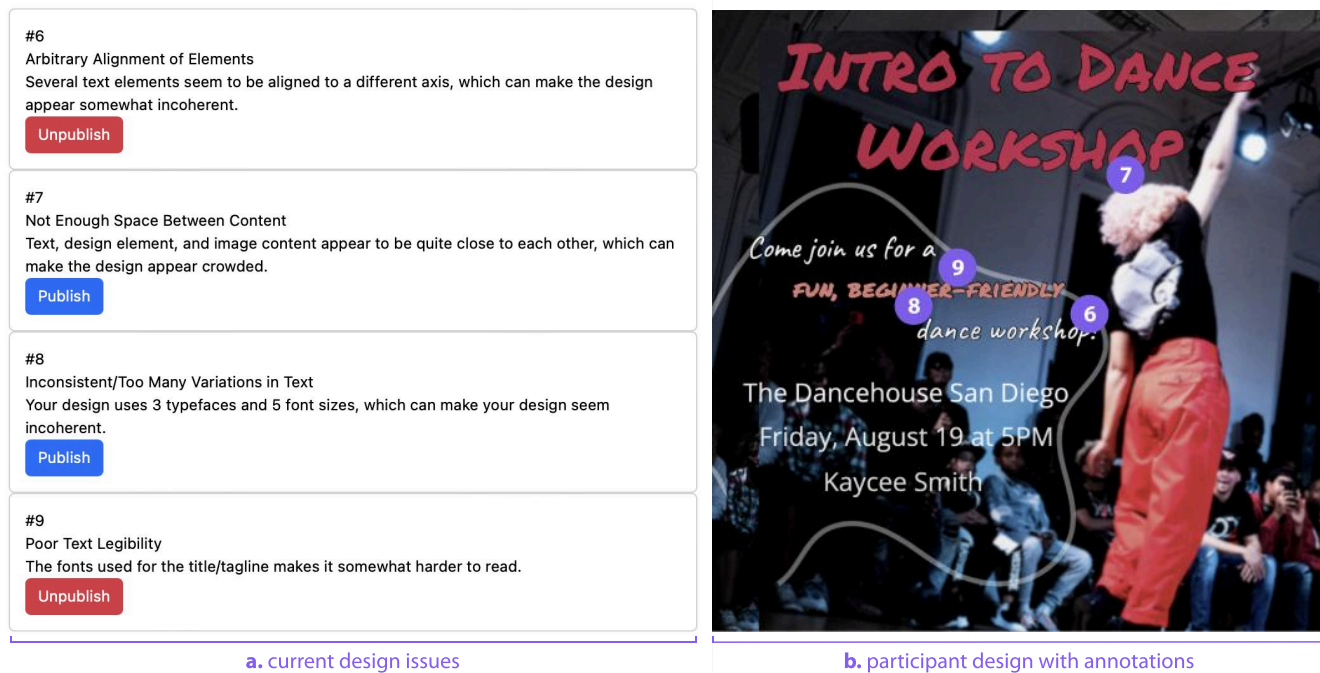 #6
Arbitrary Alignment of Elements
Several text elements seem to be aligned to a different axis, which can make the design
appear somewhat incoherent.
Unpublish
#7
Not Enough Space Between Content
Text, design element, and image content appear to be quite close to each other, which can
make the design appear crowded.
Publish
#8
Inconsistent/Too Many Variations in Text
Your design uses 3 typefaces and 5 font sizes, which can make your design seem
incoherent.
Publish
#9
Poor Text Legibility
The fonts used for the title/tagline makes it somewhat harder to read.
Unpublish
a. current design issues
INTRO TO DANCE
WORKSHOP
7
Come join us for a
9
FUN, BEGINNER-FRIENDLY
8
6
dance workshop!
The Dancehouse San Diego
Friday, August 19 at 5PM
Kaycee Smith
b. participant design with annotations